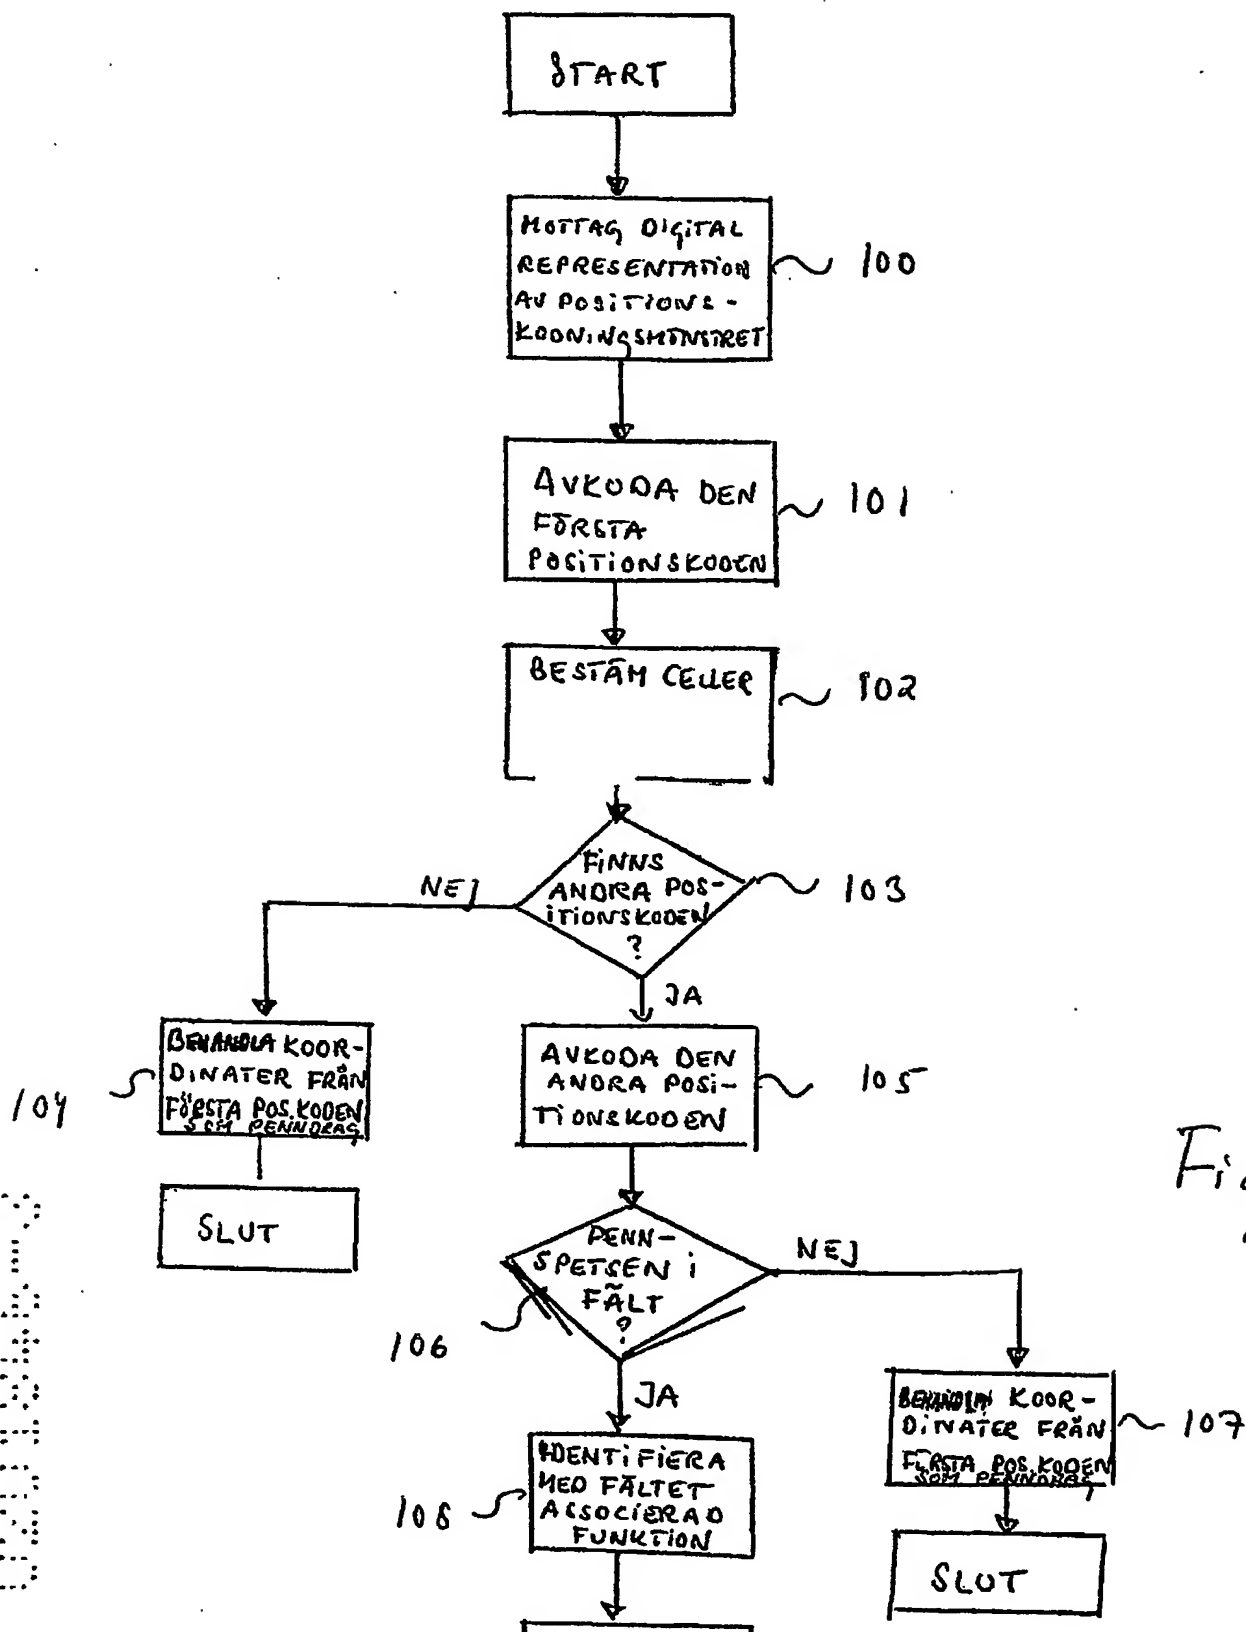 START
MOTTAG DIGITAL
REPRESENTATION
AV POSITIONS-
KODNINGSMÖNSTRET
100
AVKODA DEN
FÖRSTA
POSITIONSKODEN
101
BESTÄM CELLER
102
FINNS
ANDRA POS-
ITIONSKODEN
?
103
NEJ
JA
BEHANDLA KOOR-
DINATER FRÅN
FÖRSTA POS.KODEN
SOM PENNDRAG
104
SLUT
AVKODA DEN
ANDRA POSI-
TIONSKODEN
105
PENN-
SPETSEN i
FÄLT
?
106
NEJ
JA
BEHANDLA KOOR-
DINATER FRÅN
FÖRSTA POS.KODEN
SOM PENNDRAG
107
SLUT
IDENTIFIERA
MED FÄLTET
ASSOCIERAD
FUNKTION
108